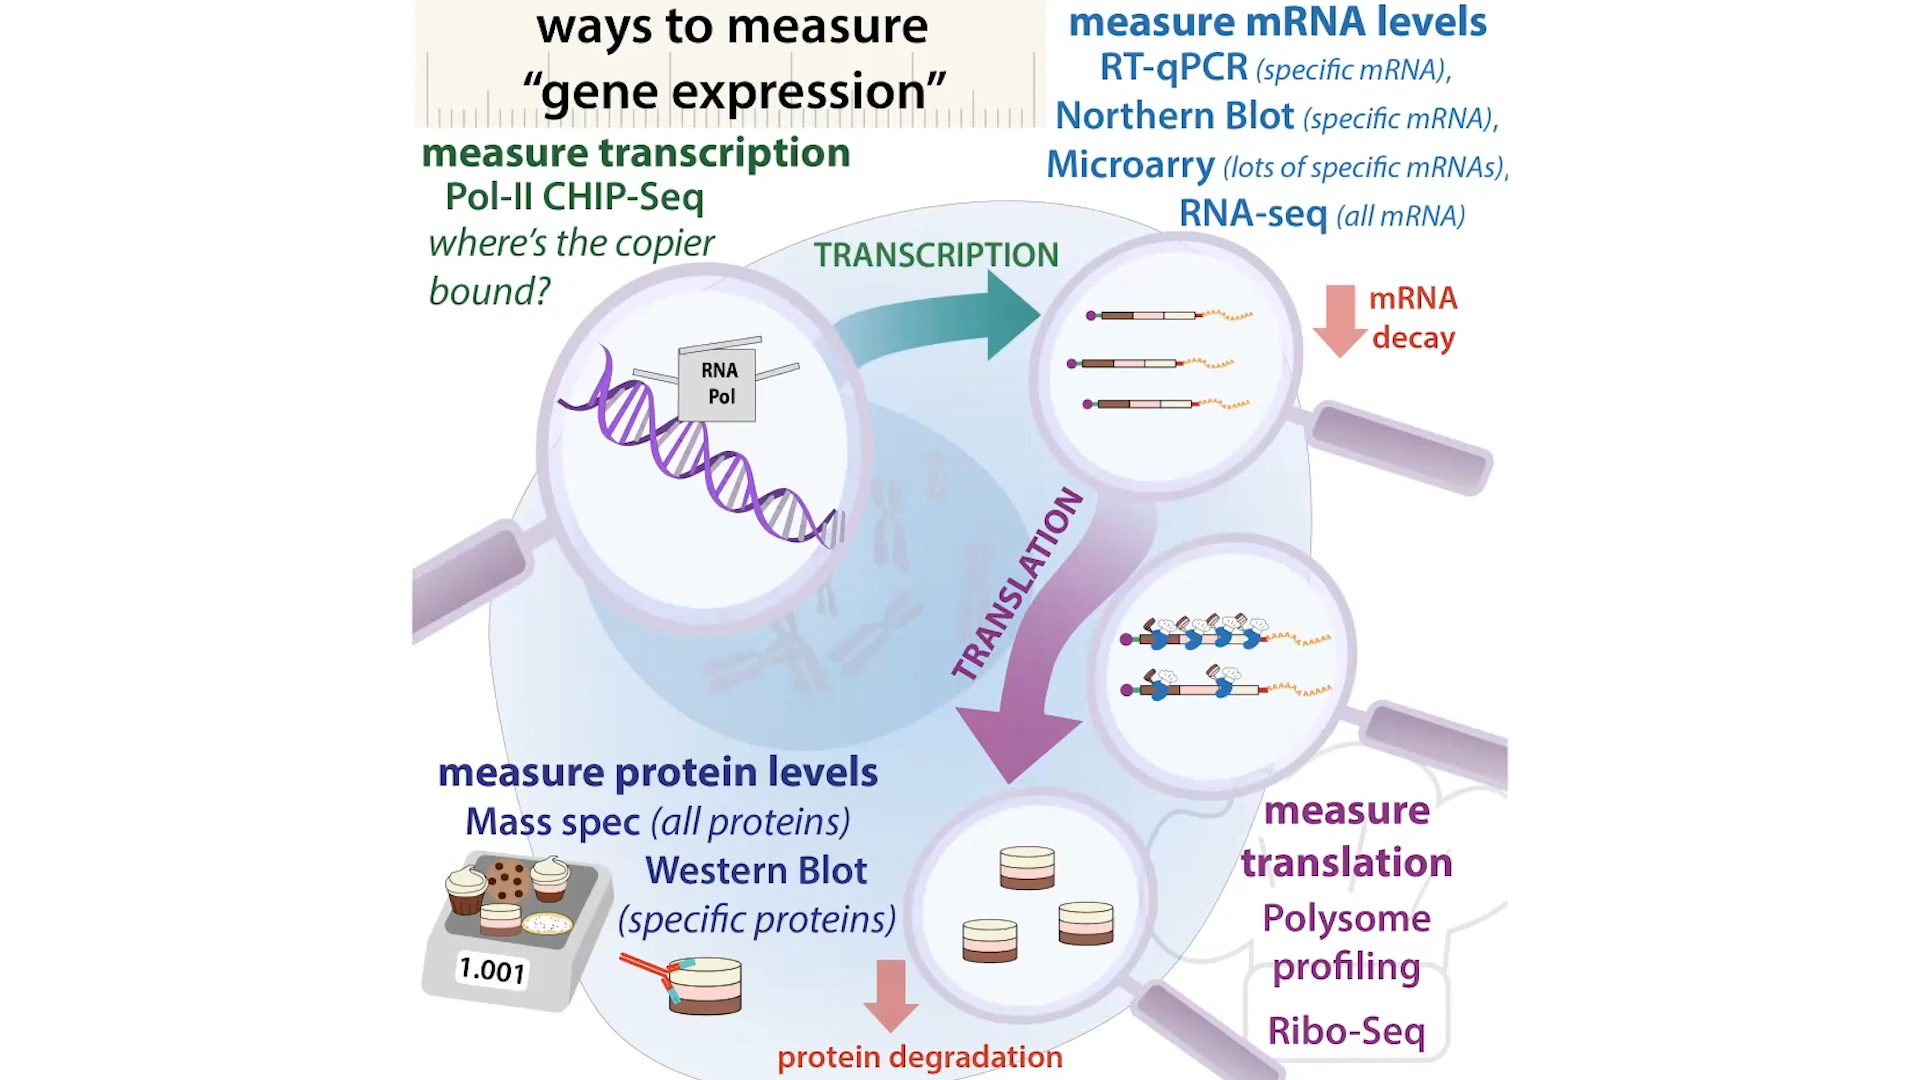 ways to measure
“gene expression”
measure transcription
Pol-II CHIP-Seq
where’s the copier
bound?
measure mRNA levels
RT-qPCR (specific mRNA),
Northern Blot (specific mRNA),
Microarry (lots of specific mRNAs),
RNA-seq (all mRNA)
TRANSCRIPTION
mRNA
decay
RNA
Pol
TRANSLATION
measure protein levels
Mass spec (all proteins)
Western Blot
(specific proteins)
1.001
protein degradation
measure
translation
Polysome
profiling
Ribo-Seq